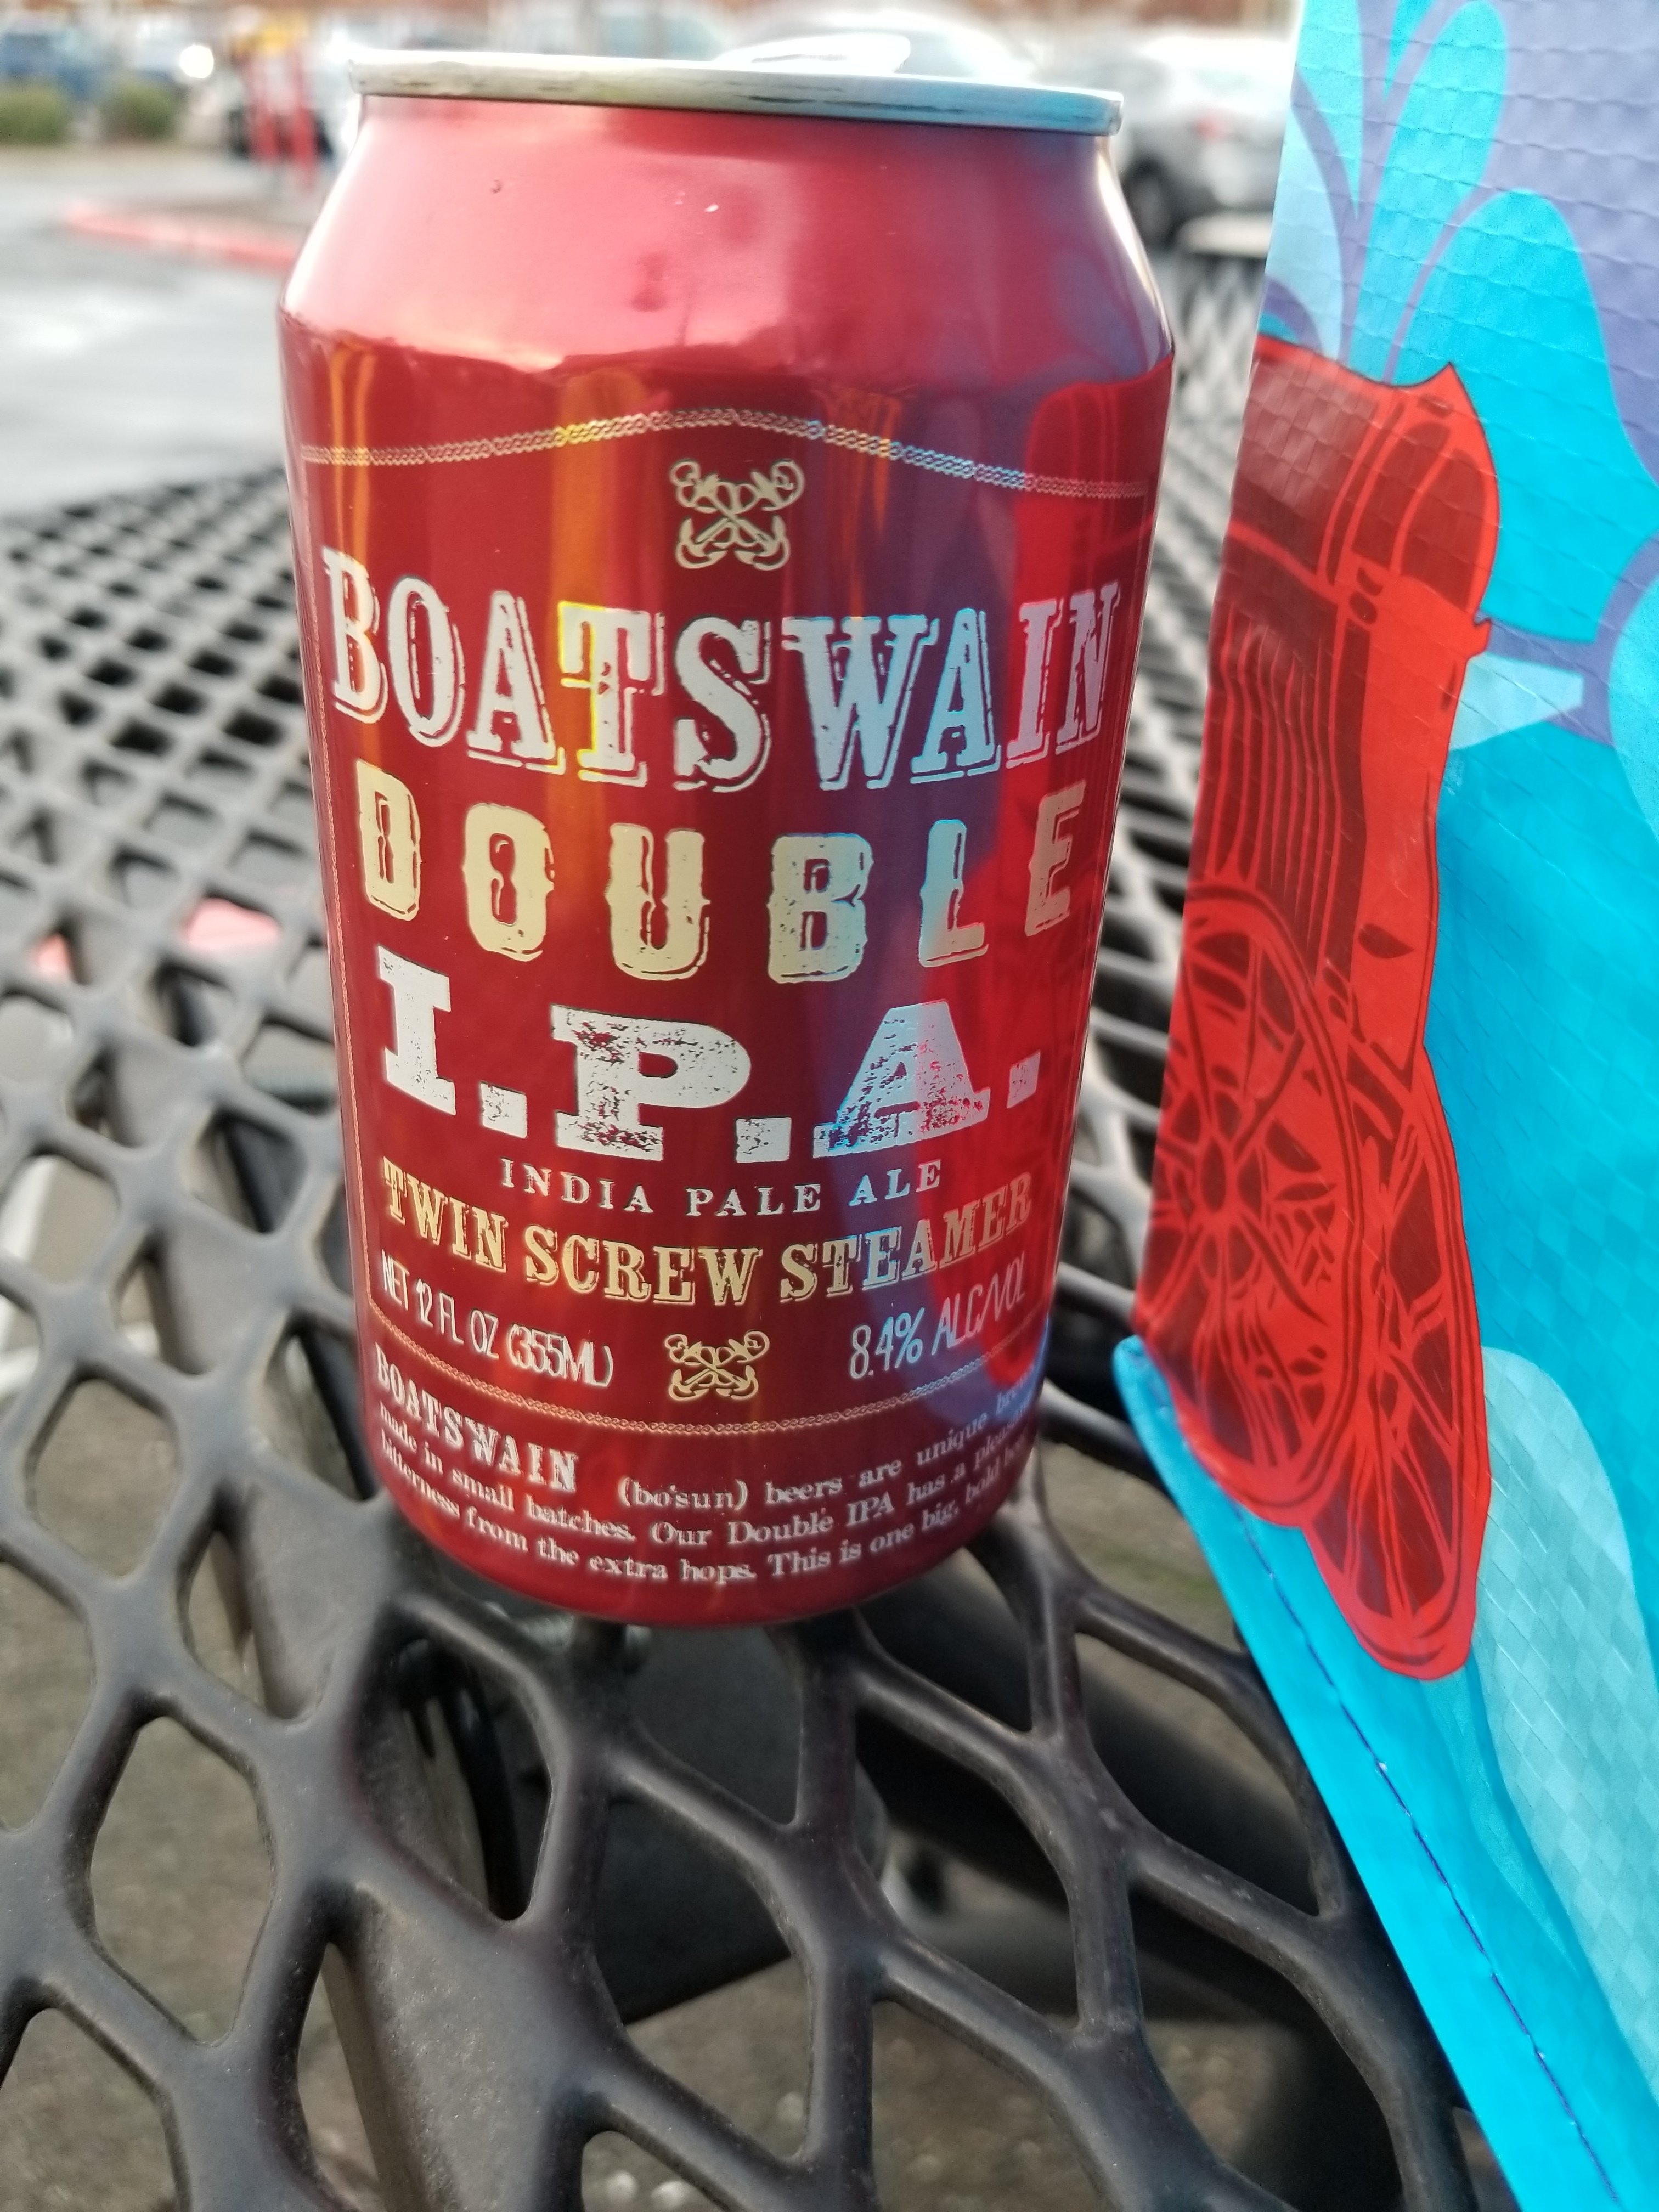 BOATSWAIN
DOUBLE
I.P.A.
INDIA PALE ALE
TWIN SCREW STEAMER
NET 12 FL OZ (355ML) 8.4% ALC/VOL
BOATSWAIN (bo'sun) beers are unique
made in small batches. Our Double IPA has a
bitterness from the extra hops. This is one big, bold